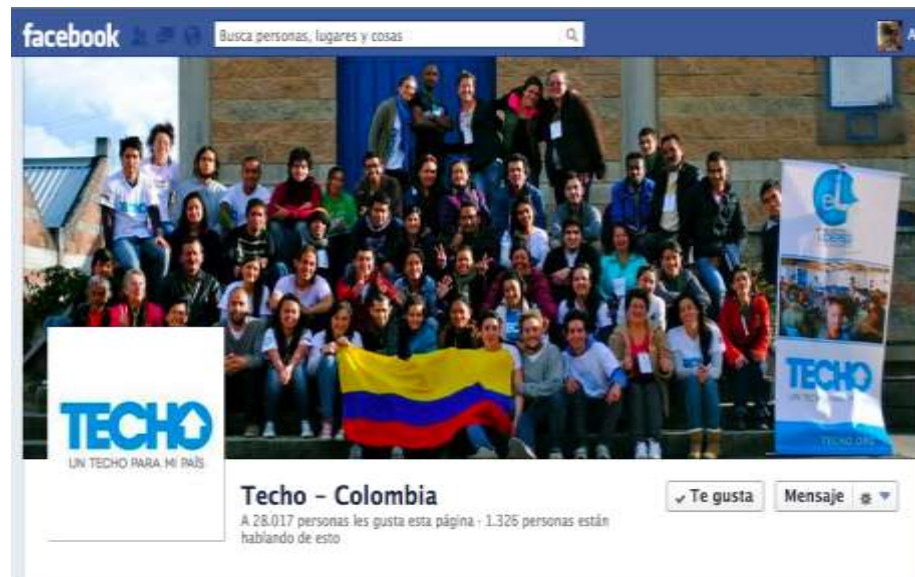 facebook
Busca personas, lugares y cosas
A
TECHO
TECHO
UN TECHO PARA MI PAÍS
TECHO.ORG
Techo - Colombia
A 28.017 personas les gusta esta página · 1.326 personas están
hablando de esto
Te gusta
Mensaje